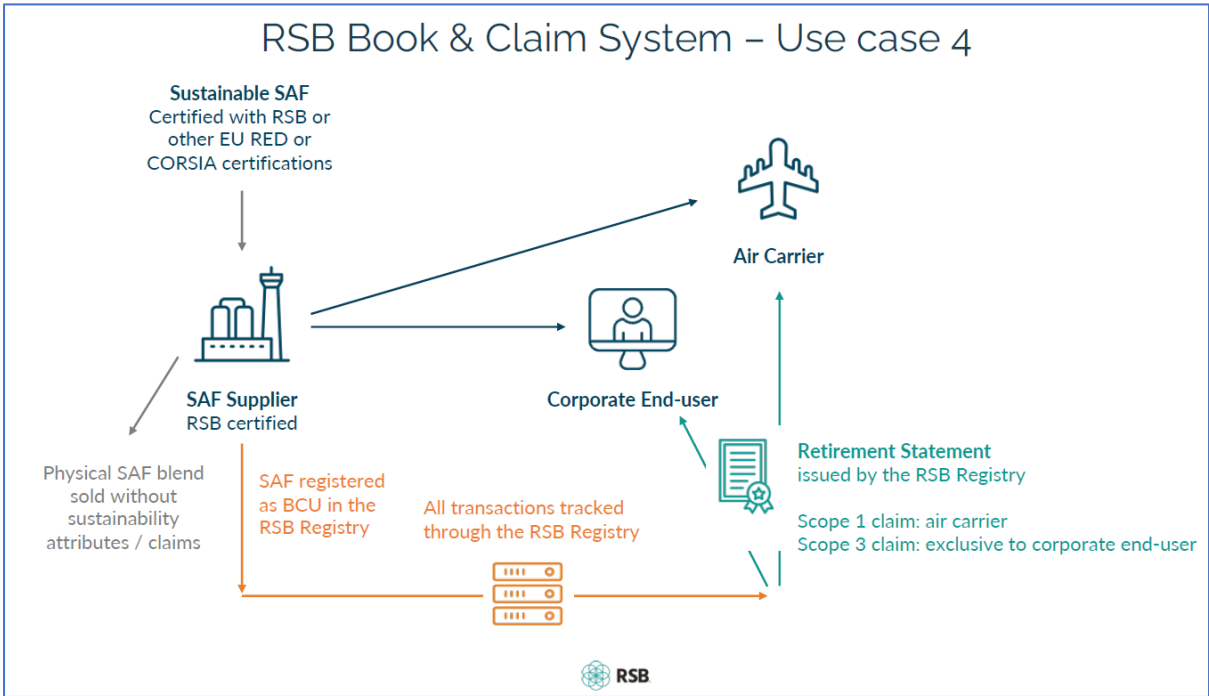 RSB Book & Claim System – Use case 4
Sustainable SAF
Certified with RSB or
other EU RED or
CORSIA certifications
Air Carrier
SAF Supplier
RSB certified
Corporate End-user
Physical SAF blend
sold without
sustainability
attributes / claims
SAF registered
as BCU in the
RSB Registry
All transactions tracked
through the RSB Registry
Retirement Statement
issued by the RSB Registry
Scope 1 claim: air carrier
Scope 3 claim: exclusive to corporate end-user
RSB